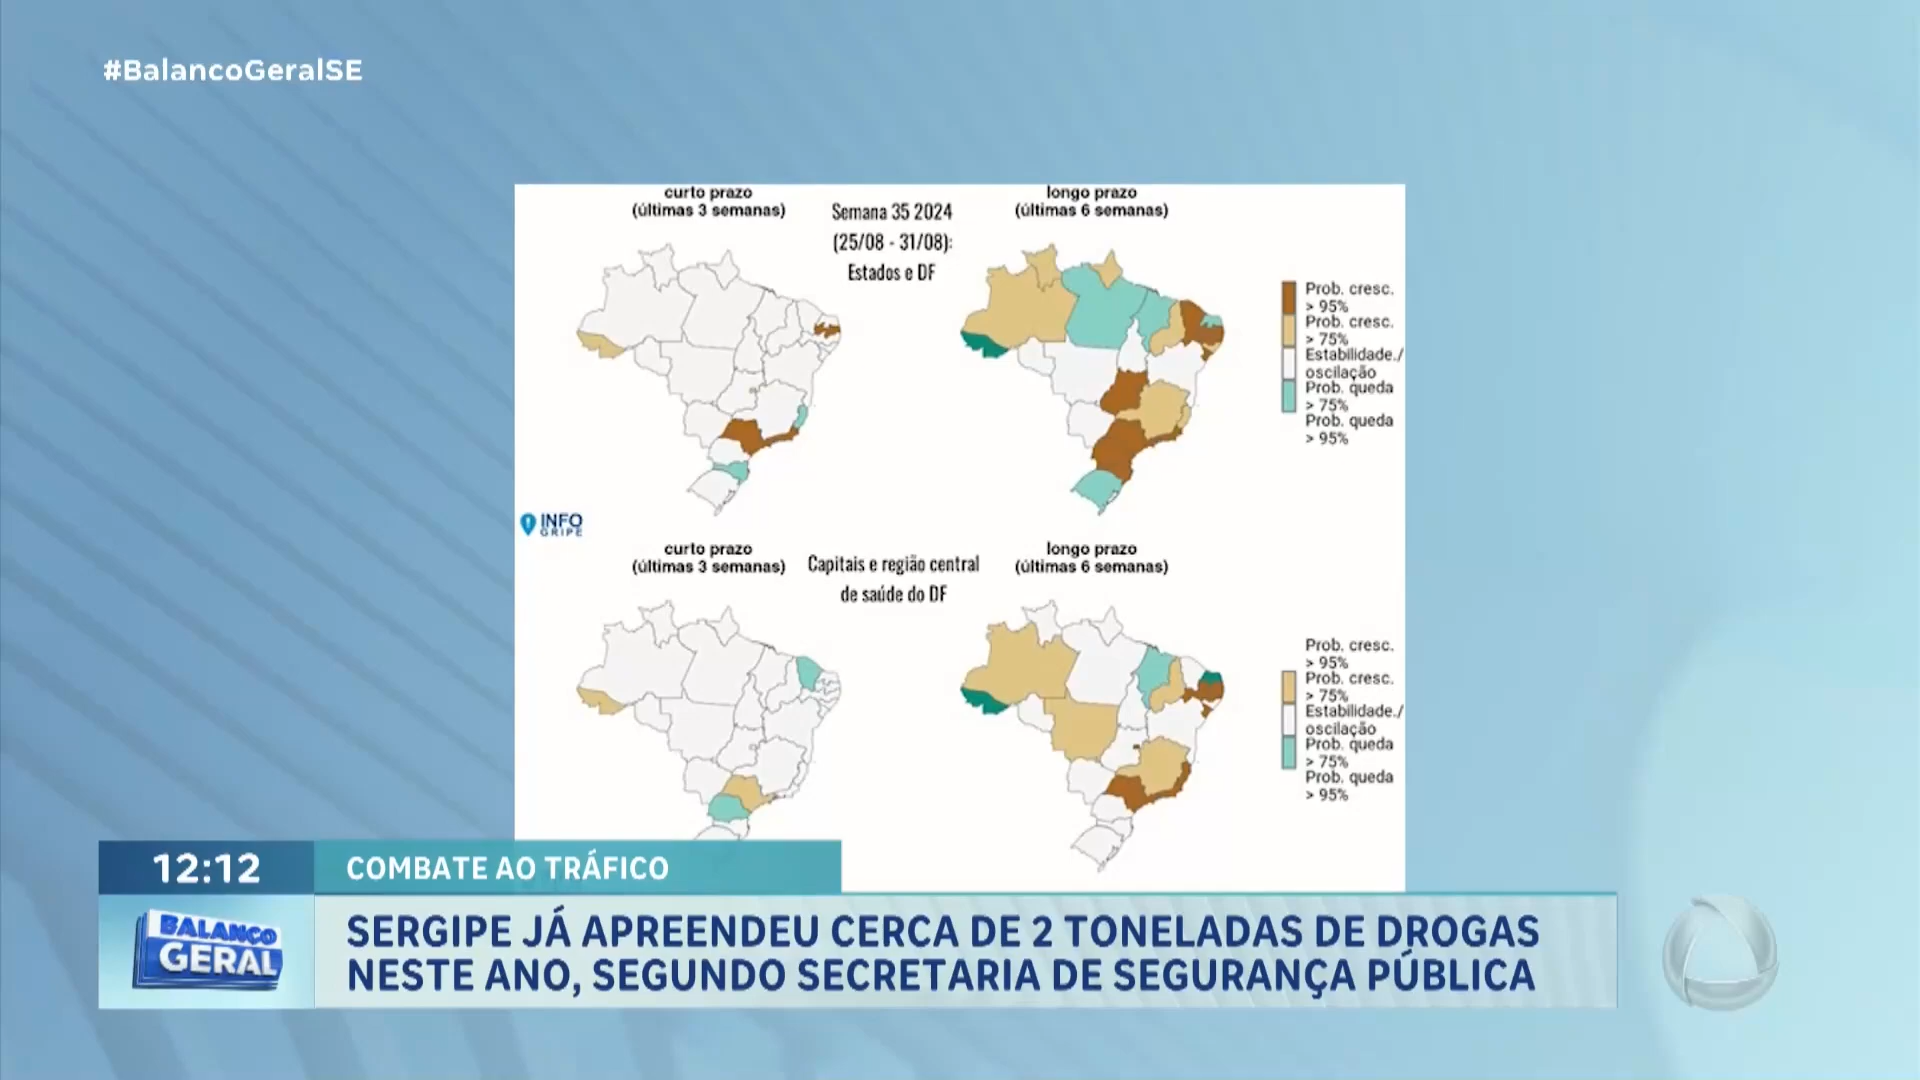 #BalancoGeralSE
curto prazo
(últimas 3 semanas)
Semana 35 2024
(25/08 - 31/08):
Estados e DF
longo prazo
(últimas 6 semanas)
Prob. cresc.
> 95%
Prob. cresc.
> 75%
Estabilidade./
oscilação
Prob. queda
> 75%
Prob. queda
> 95%
INFO
GRIPE
curto prazo
(últimas 3 semanas)
Capitais e região central
de saúde do DF
longo prazo
(últimas 6 semanas)
Prob. cresc.
> 95%
Prob. cresc.
> 75%
Estabilidade./
oscilação
Prob. queda
> 75%
Prob. queda
> 95%
12:12
COMBATE AO TRÁFICO
BALANÇO
GERAL
SERGIPE JÁ APREENDEU CERCA DE 2 TONELADAS DE DROGAS
NESTE ANO, SEGUNDO SECRETARIA DE SEGURANÇA PÚBLICA